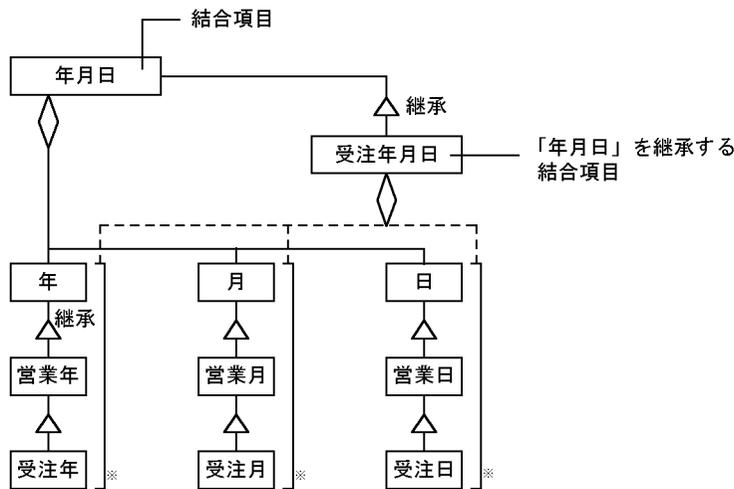 結合項目
年月日
継承
受注年月日
「年月日」を継承する
結合項目
年
月
日
継承
営業年
営業月
営業日
受注年
※
受注月
※
受注日
※